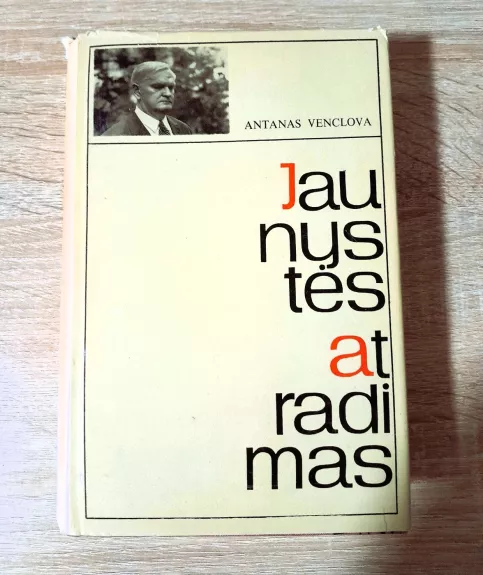 ANTANAS VENCLOVA
Jau
nys
tės
at
radi
mas